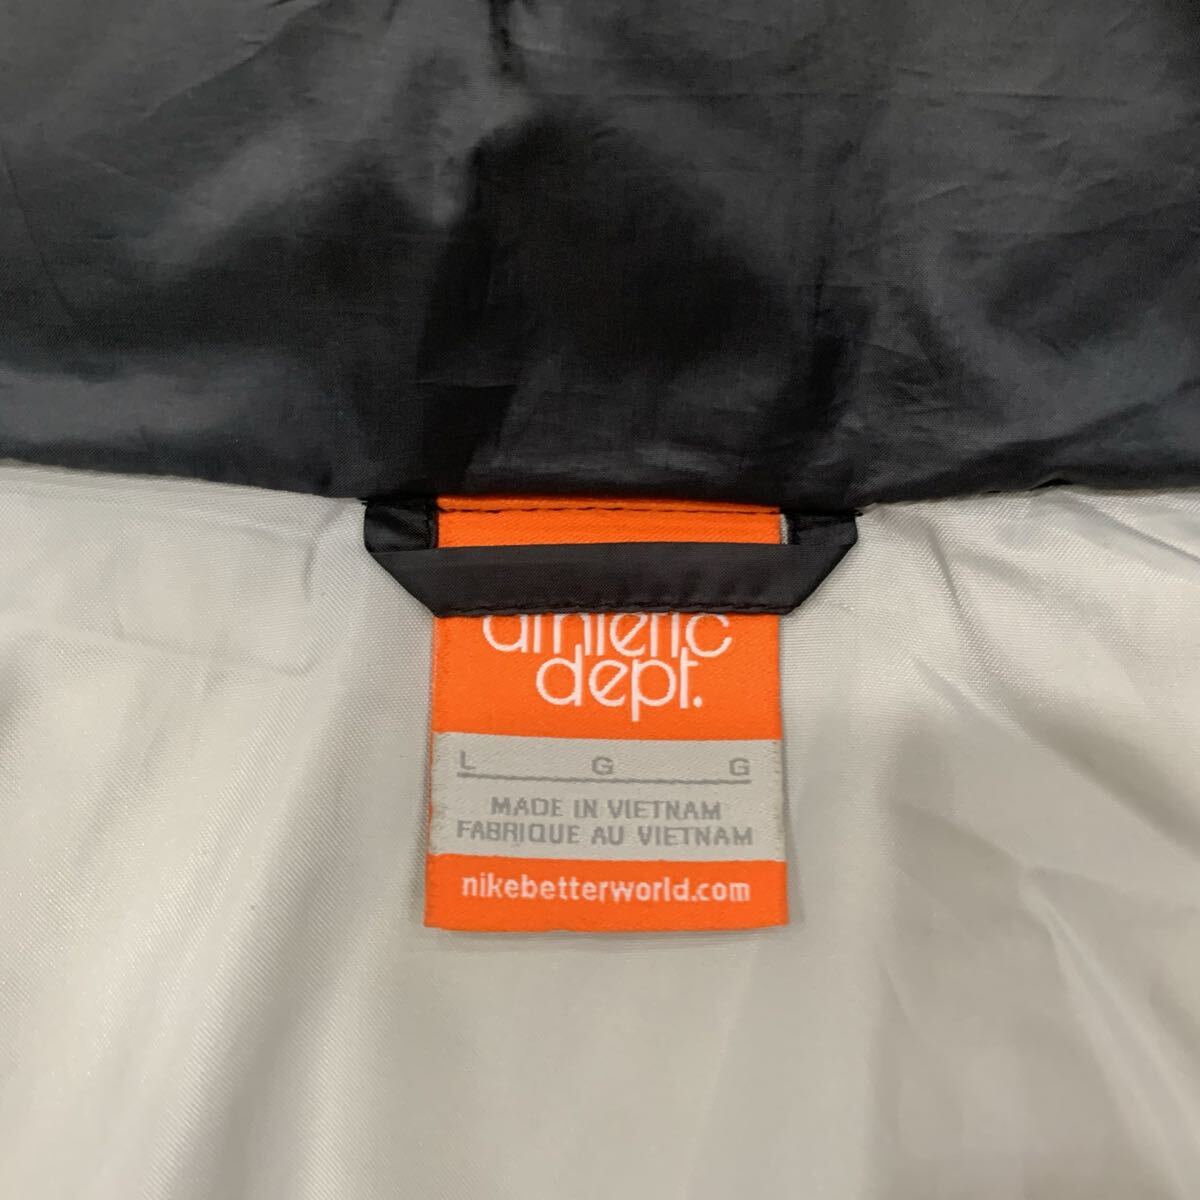 athletic
dept.
L G G
MADE IN VIETNAM
FABRIQUE AU VIETNAM
nikebetterworld.com